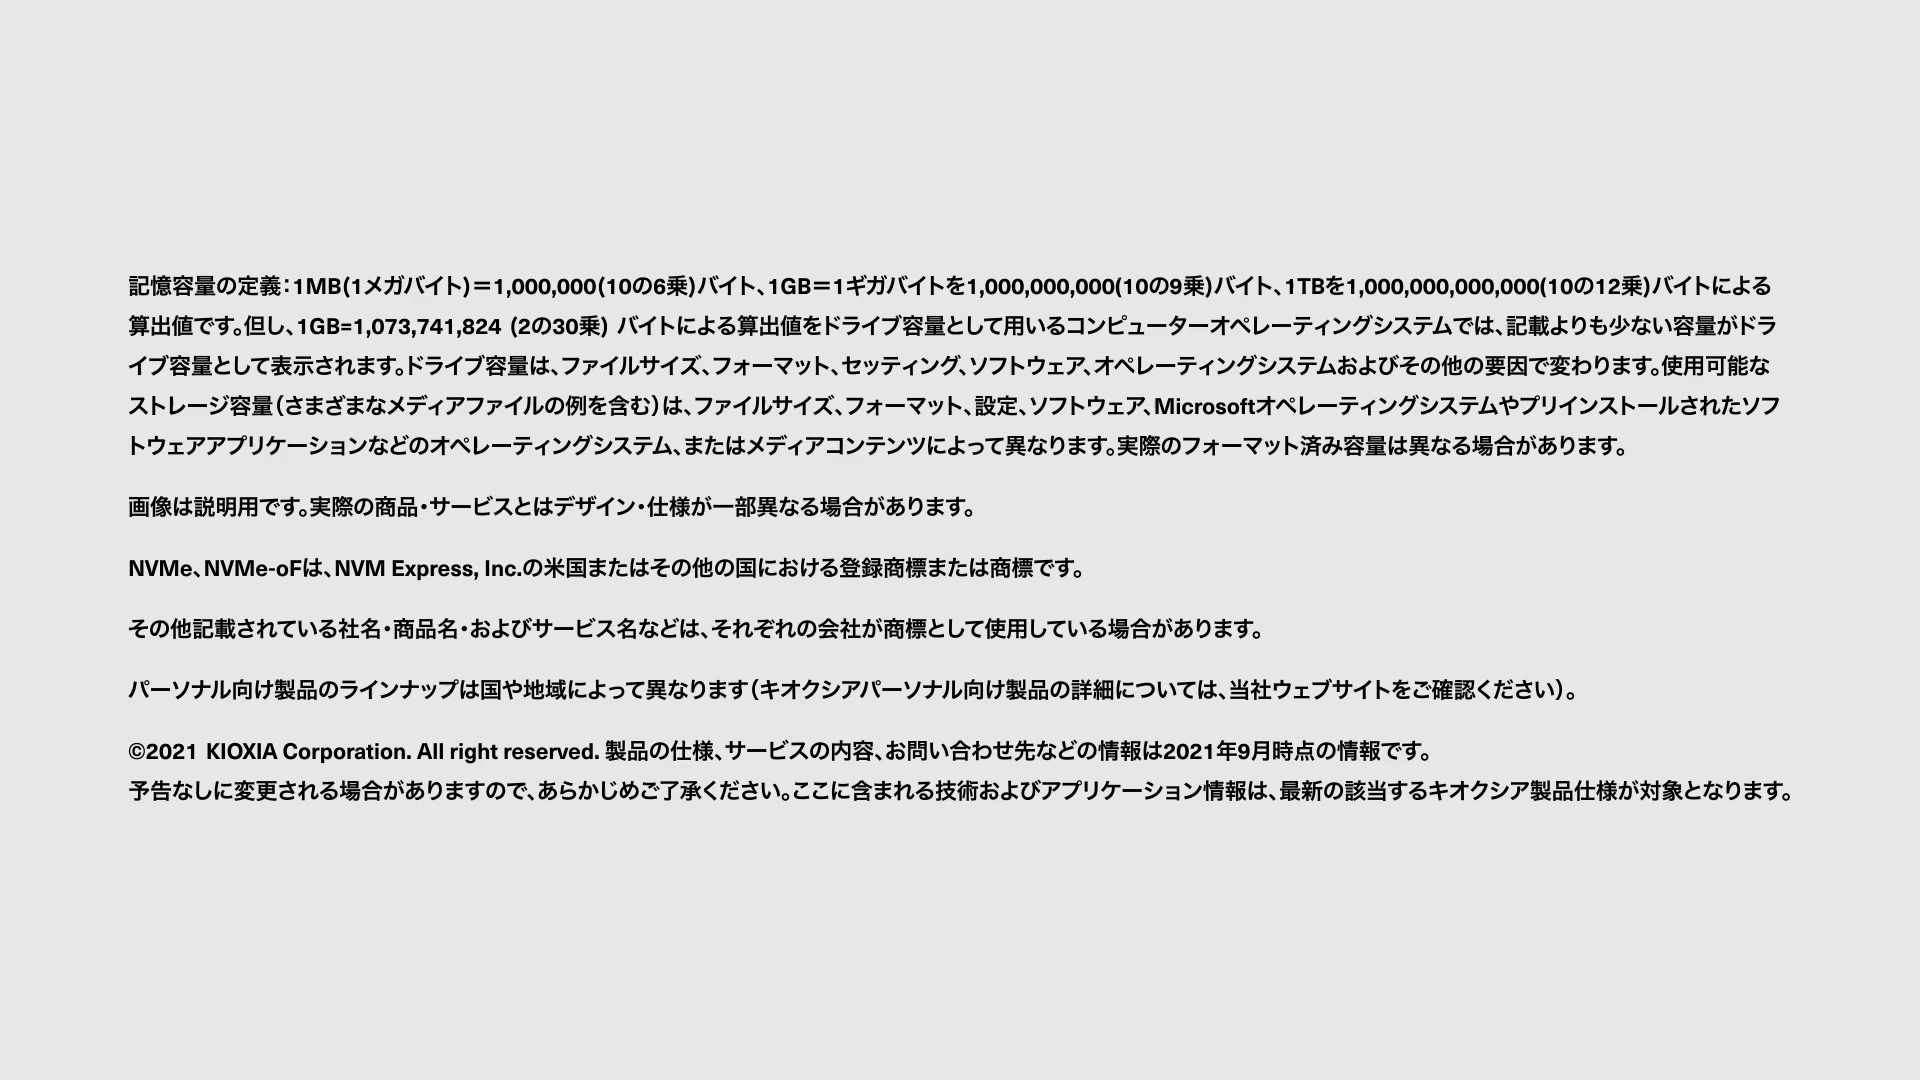 記憶容量の定義：1MB(1メガバイト)＝1,000,000(10の6乗)バイト、1GB＝1ギガバイトを1,000,000,000(10の9乗)バイト、1TBを1,000,000,000,000(10の12乗)バイトによる
算出値です。但し、1GB=1,073,741,824 (2の30乗) バイトによる算出値をドライブ容量として用いるコンピューターオペレーティングシステムでは、記載よりも少ない容量がドラ
イブ容量として表示されます。ドライブ容量は、ファイルサイズ、フォーマット、セッティング、ソフトウェア、オペレーティングシステムおよびその他の要因で変わります。使用可能な
ストレージ容量（さまざまなメディアファイルの例を含む）は、ファイルサイズ、フォーマット、設定、ソフトウェア、Microsoftオペレーティングシステムやプリインストールされたソフ
トウェアアプリケーションなどのオペレーティングシステム、またはメディアコンテンツによって異なります。実際のフォーマット済み容量は異なる場合があります。
画像は説明用です。実際の商品・サービスとはデザイン・仕様が一部異なる場合があります。
NVMe、NVMe-oFは、NVM Express, Inc.の米国またはその他の国における登録商標または商標です。
その他記載されている社名・商品名・およびサービス名などは、それぞれの会社が商標として使用している場合があります。
パーソナル向け製品のラインナップは国や地域によって異なります（キオクシアパーソナル向け製品の詳細については、当社ウェブサイトをご確認ください）。
©2021 KIOXIA Corporation. All right reserved. 製品の仕様、サービスの内容、お問い合わせ先などの情報は2021年9月時点の情報です。
予告なしに変更される場合がありますので、あらかじめご了承ください。ここに含まれる技術およびアプリケーション情報は、最新の該当するキオクシア製品仕様が対象となります。